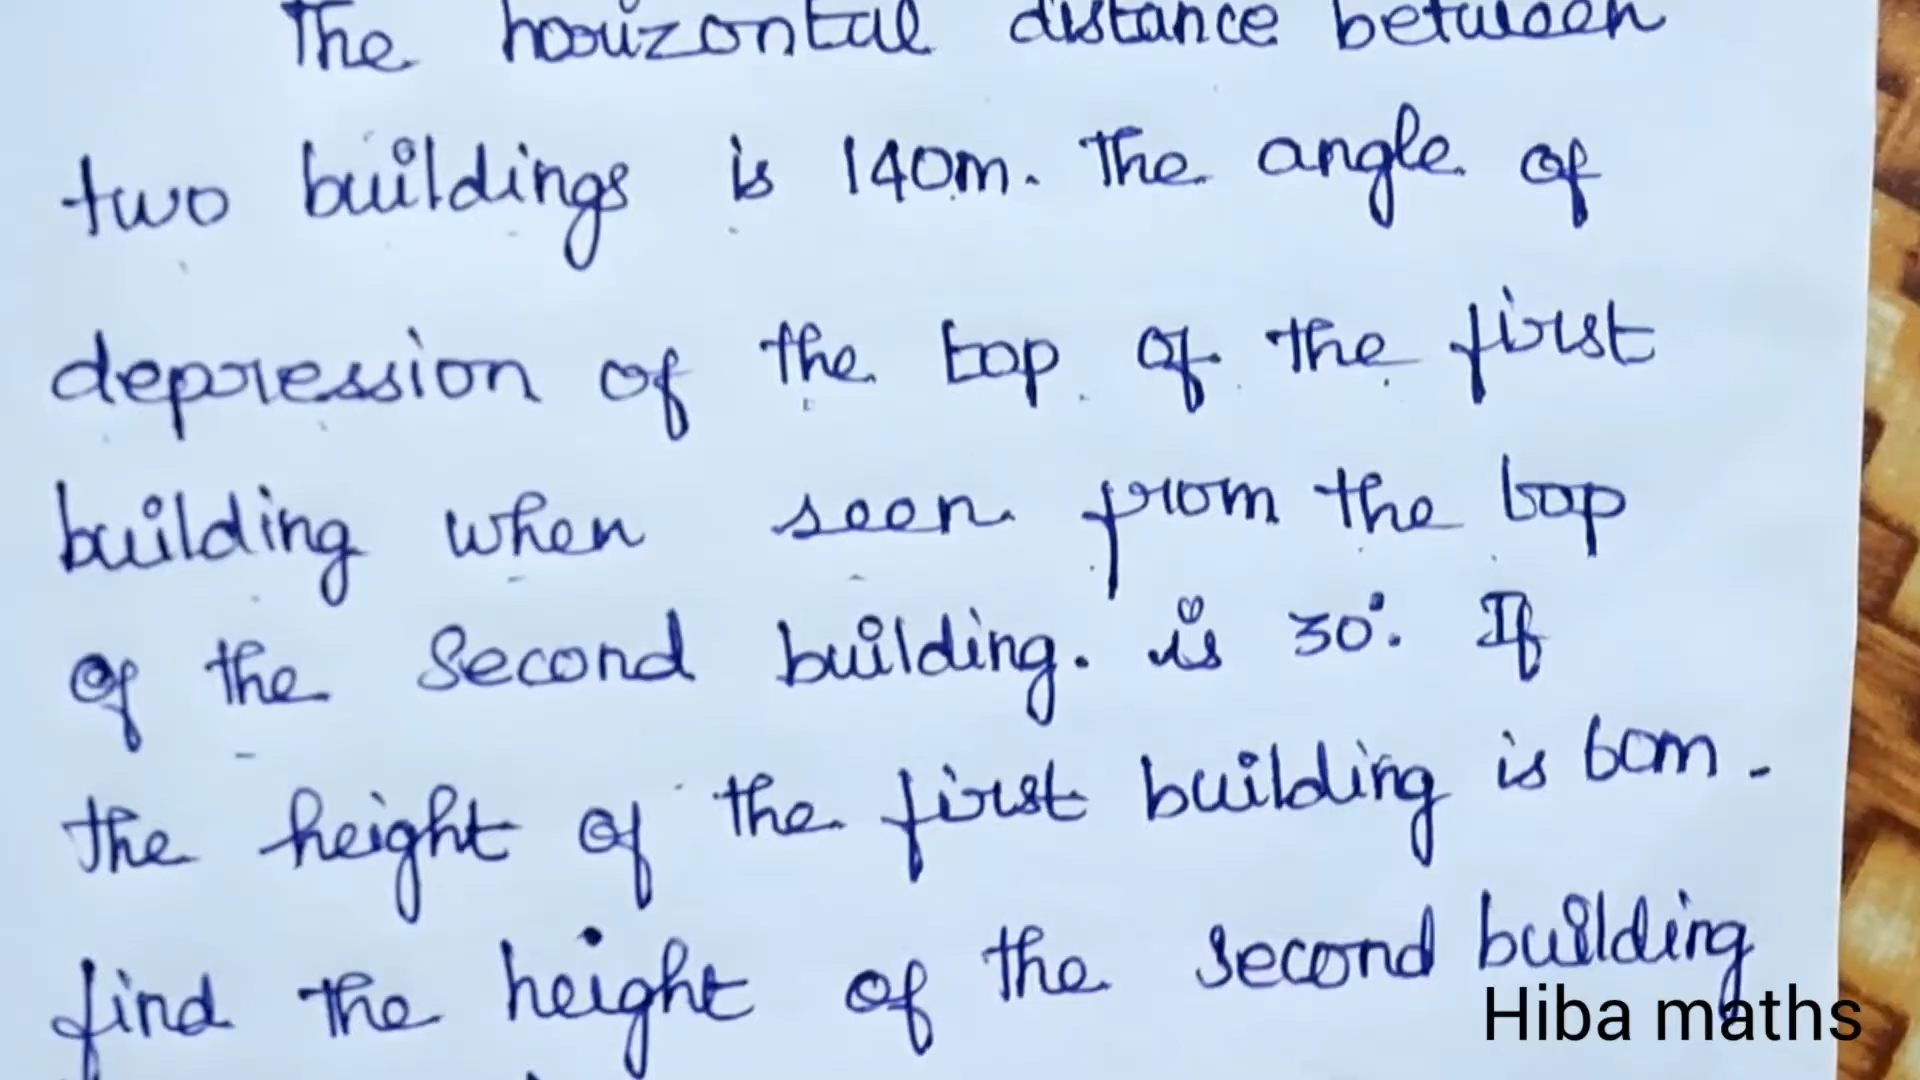 The horizontal distance between
two buildings is 140m. The angle of
depression of the top of the first
building when seen from the top
of the Second building. is 30°. If
the height of the first building is 60m.
find the height of the second building
Hiba maths